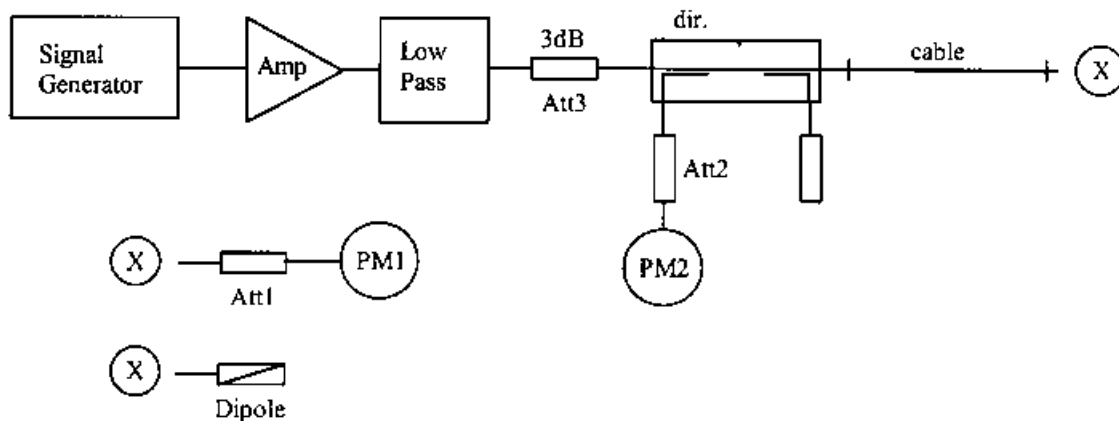 dir.
Signal
Generator
Amp
Low
Pass
3dB
Att3
cable
X
Att2
PM2
X
Att1
PM1
X
Dipole